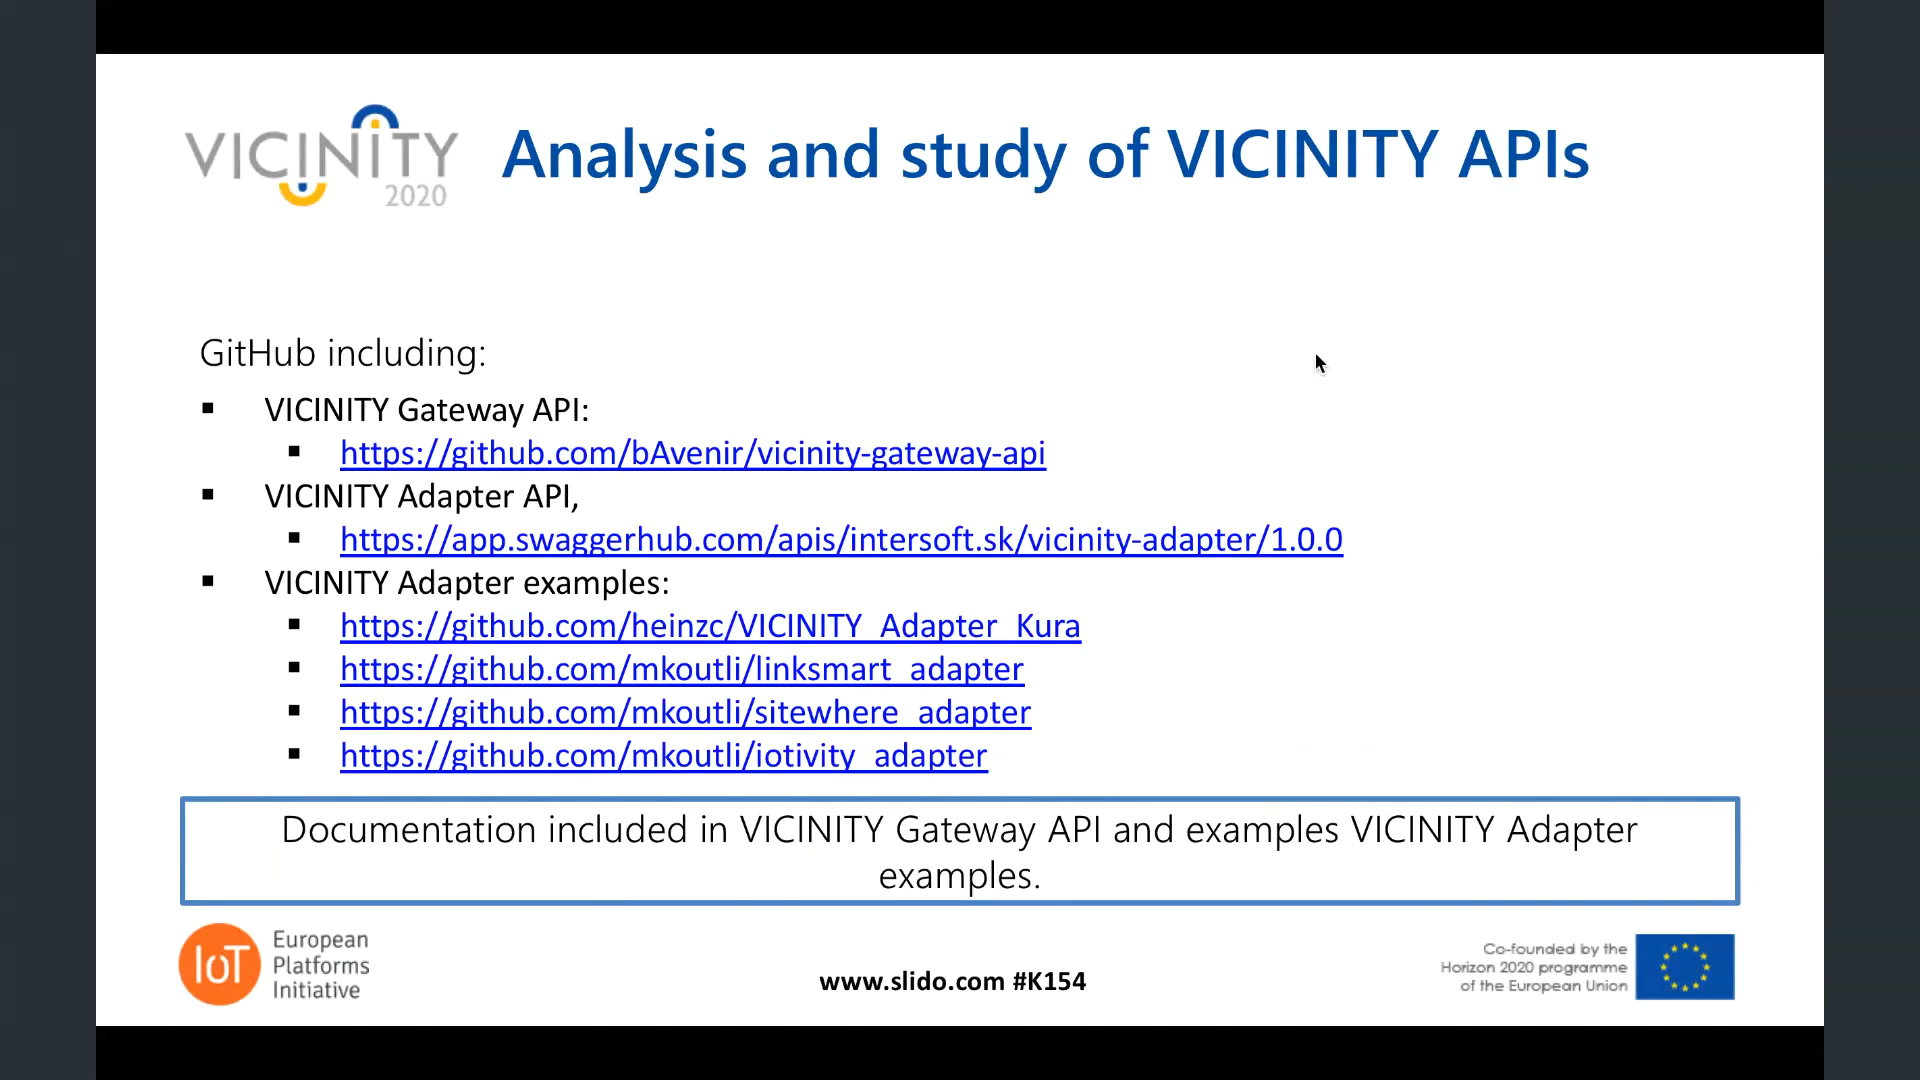 VICINITY
2020
Analysis and study of VICINITY APIs
GitHub including:
VICINITY Gateway API:
https://github.com/bAvenir/vicinity-gateway-api
VICINITY Adapter API,
https://app.swaggerhub.com/apis/intersoft.sk/vicinity-adapter/1.0.0
VICINITY Adapter examples:
https://github.com/heinzc/VICINITY_Adapter_Kura
https://github.com/mkoutli/linksmart_adapter
https://github.com/mkoutli/sitewhere_adapter
https://github.com/mkoutli/iotivity_adapter
Documentation included in VICINITY Gateway API and examples VICINITY Adapter
examples.
IoT
European
Platforms
Initiative
www.slido.com #K154
Co-founded by the
Horizon 2020 programme
of the European Union